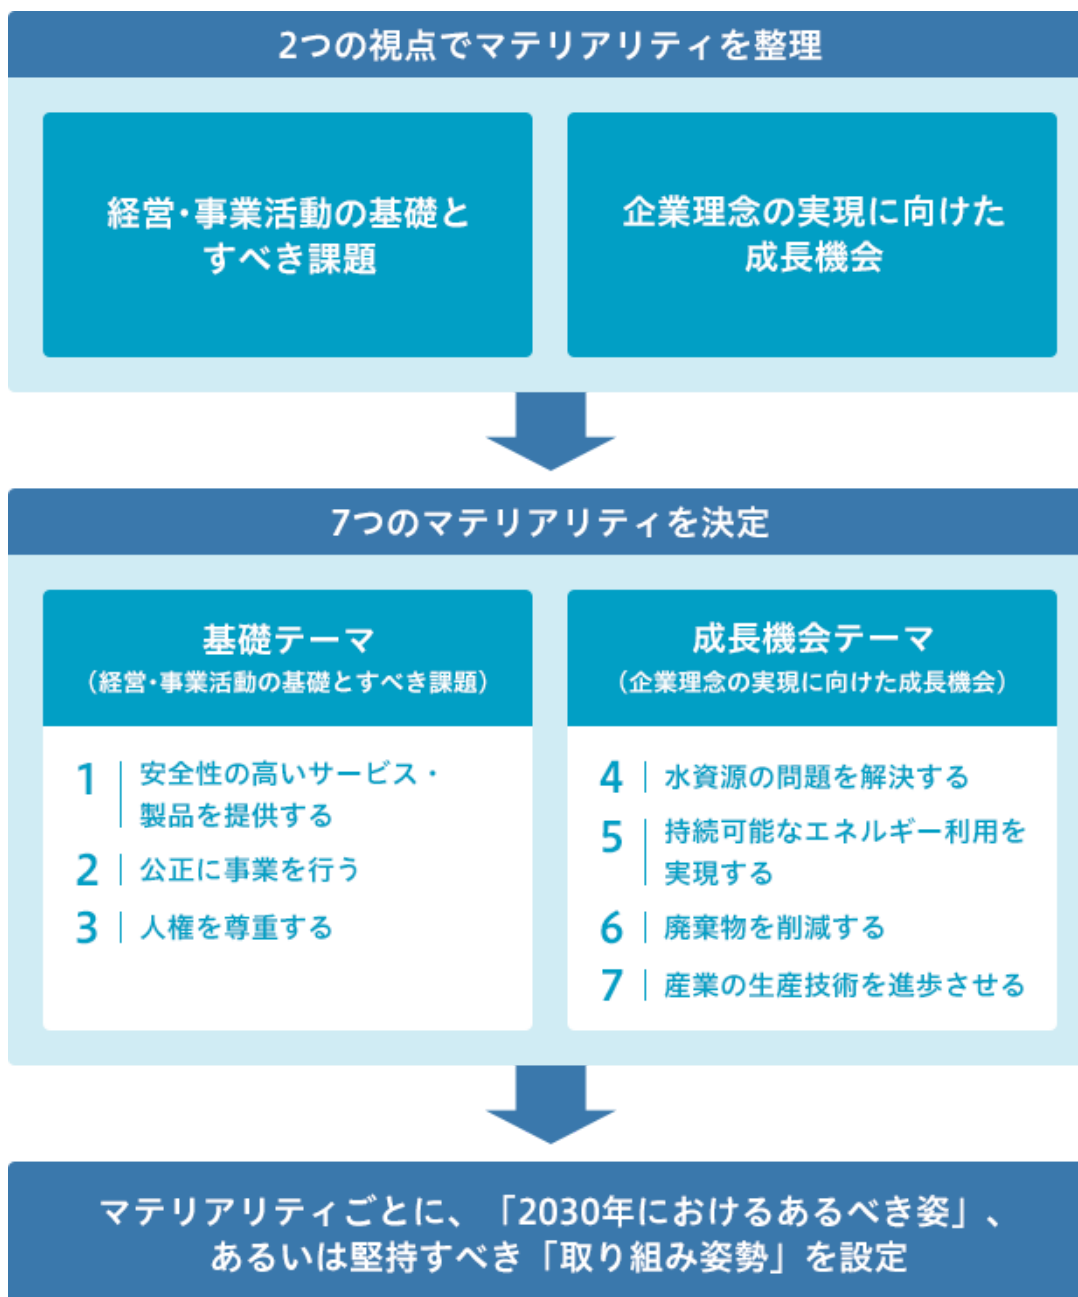 2つの視点でマテリアリティを整理
経営・事業活動の基礎と
すべき課題
企業理念の実現に向けた
成長機会
7つのマテリアリティを決定
基礎テーマ
（経営・事業活動の基礎とすべき課題）
1 安全性の高いサービス・
製品を提供する
2 公正に事業を行う
3 人権を尊重する
成長機会テーマ
（企業理念の実現に向けた成長機会）
4 水資源の問題を解決する
5 持続可能なエネルギー利用を
実現する
6 廃棄物を削減する
7 産業の生産技術を進歩させる
マテリアリティごとに、「2030年におけるあるべき姿」、
あるいは堅持すべき「取り組み姿勢」を設定